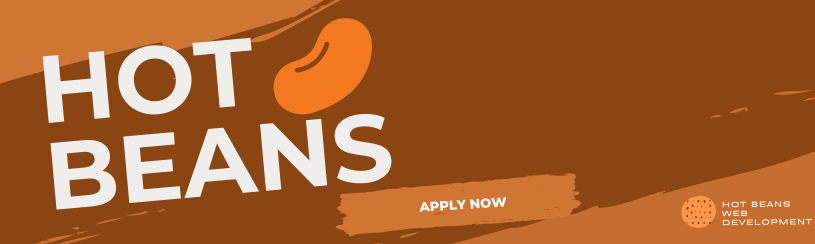 HOT
BEANS
APPLY NOW
HOT BEANS
WEB
DEVELOPMENT